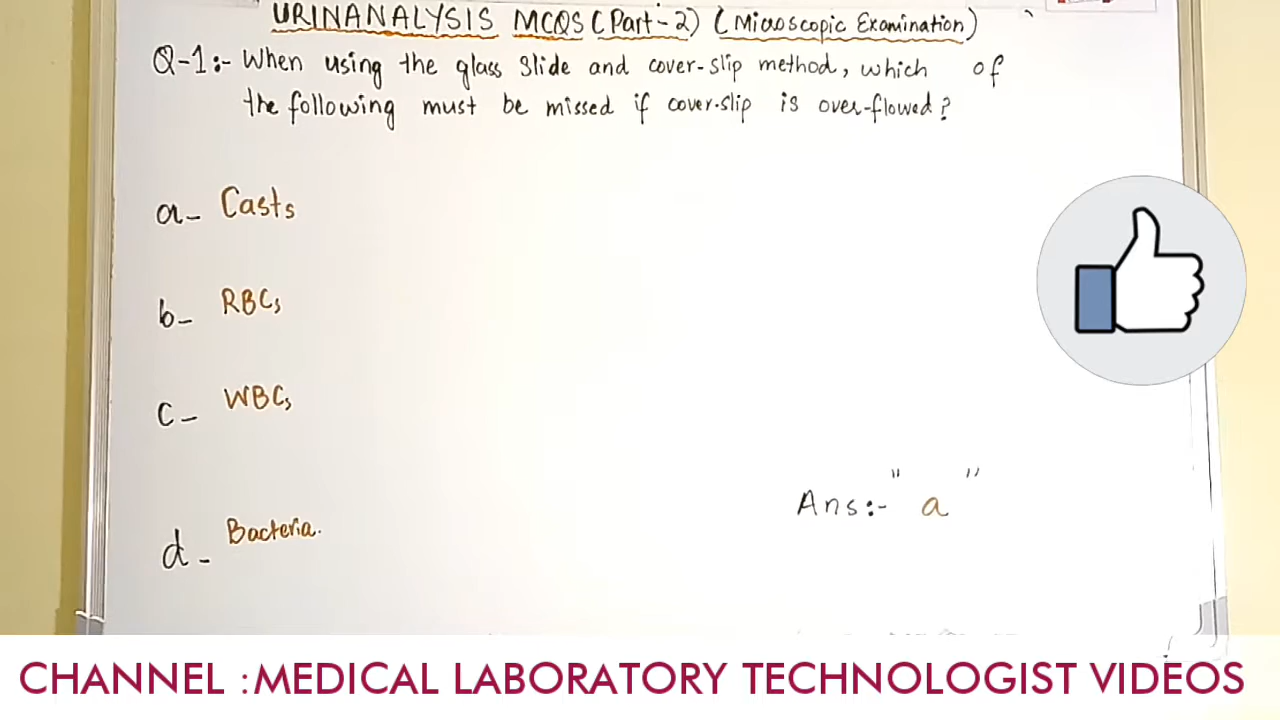 URINANALYSIS MCQS (Part-2) (Microscopic Examination)
Q-1:- When using the glass slide and cover-slip method, which of
the following must be missed if cover-slip is over-flowed?
a- Casts
b- RBCs
c- WBCs
d- Bacteria.
Ans:- "a"
CHANNEL :MEDICAL LABORATORY TECHNOLOGIST VIDEOS